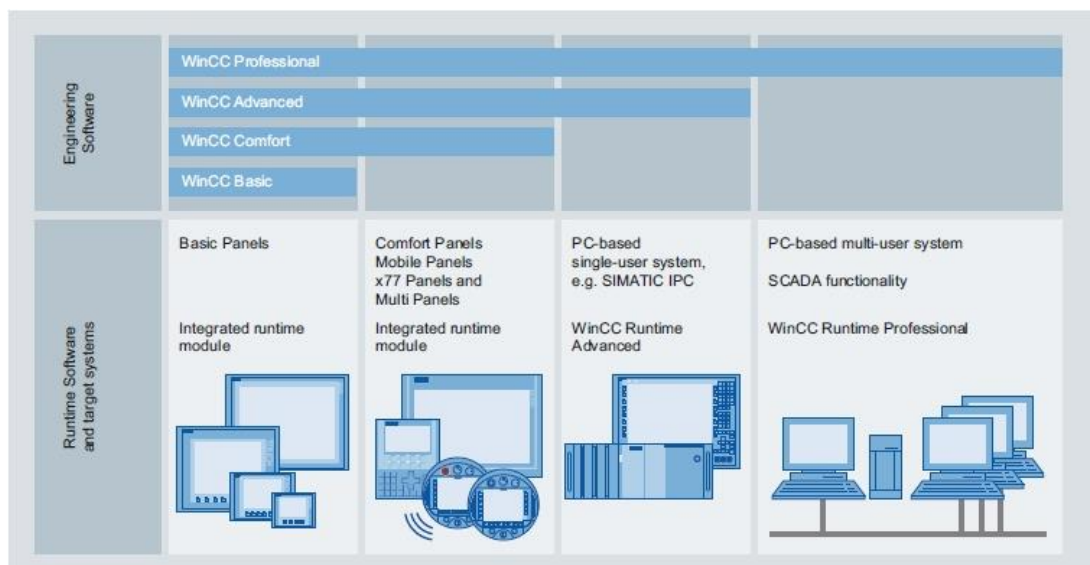 Engineering
Software
WinCC Professional
WinCC Advanced
WinCC Comfort
WinCC Basic
Runtime Software
and target systems
Basic Panels
Integrated runtime
module
Comfort Panels
Mobile Panels
x77 Panels and
Multi Panels
Integrated runtime
module
PC-based
single-user system,
e.g. SIMATIC IPC
WinCC Runtime
Advanced
PC-based multi-user system
SCADA functionality
WinCC Runtime Professional